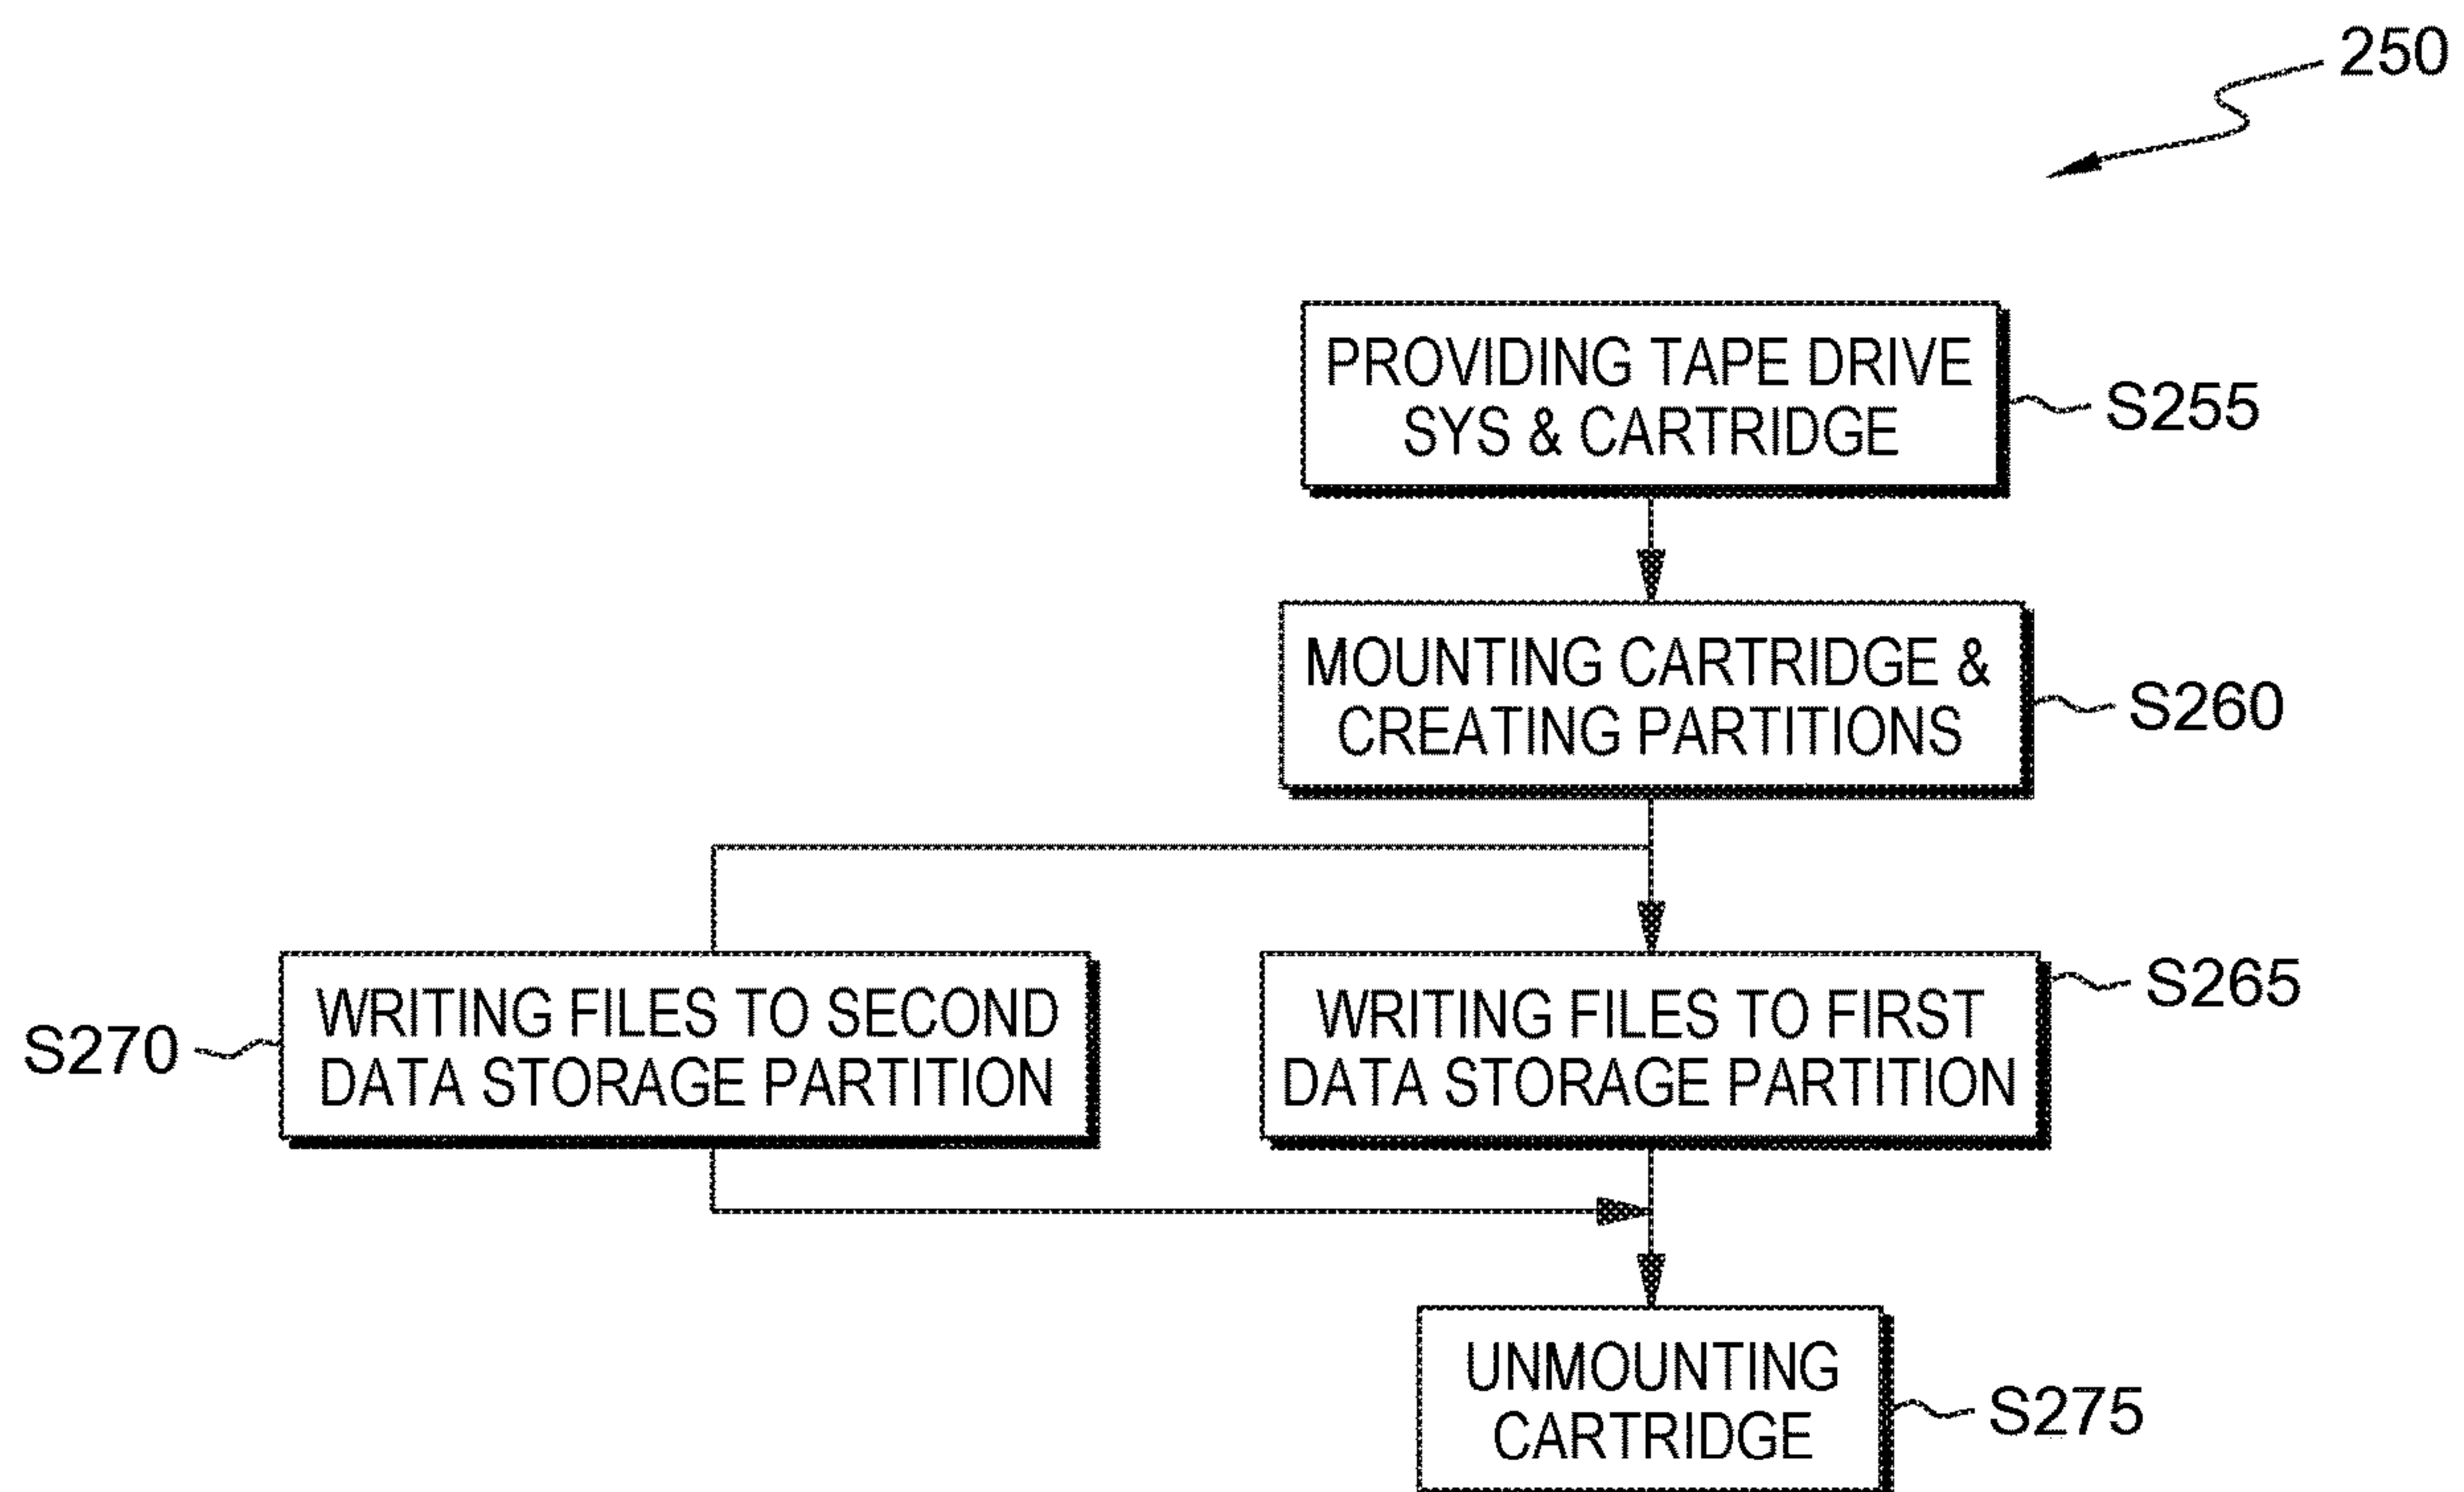 250
PROVIDING TAPE DRIVE
SYS & CARTRIDGE
S255
MOUNTING CARTRIDGE &
CREATING PARTITIONS
S260
S270
WRITING FILES TO SECOND
DATA STORAGE PARTITION
WRITING FILES TO FIRST
DATA STORAGE PARTITION
S265
UNMOUNTING
CARTRIDGE
S275